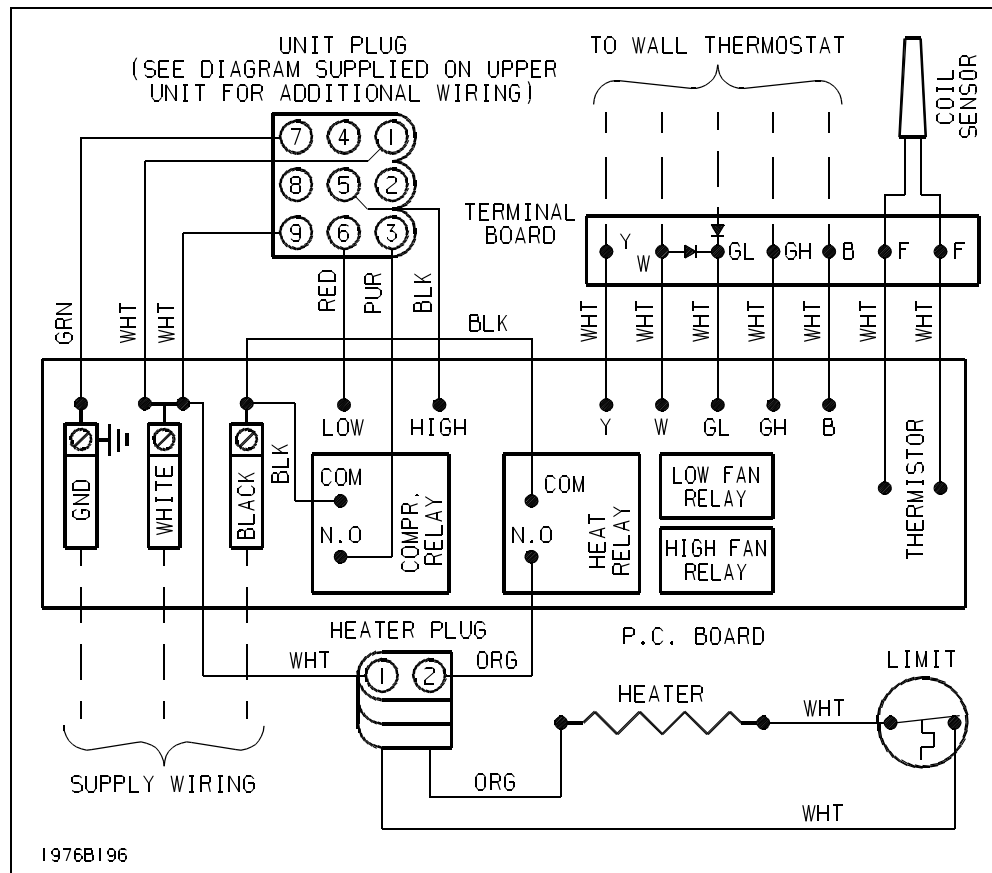 UNIT PLUG
(SEE DIAGRAM SUPPLIED ON UPPER
UNIT FOR ADDITIONAL WIRING)
TO WALL THERMOSTAT
COIL
SENSOR
7 4 1
8 5 2
9 6 3
TERMINAL
BOARD
Y W GL GH B F F
GRN
WHT
WHT
RED
PUR
BLK
BLK
WHT
WHT
WHT
WHT
WHT
WHT
WHT
LOW
HIGH
Y W GL GH B
THERMISTOR
GND
WHITE
BLACK
BLK
COM
N.O
COMPR.
RELAY
COM
N.O
HEAT
RELAY
LOW FAN
RELAY
HIGH FAN
RELAY
P.C. BOARD
HEATER PLUG
WHT
1 2
ORG
SUPPLY WIRING
HEATER
WHT
LIMIT
ORG
WHT
1976B196